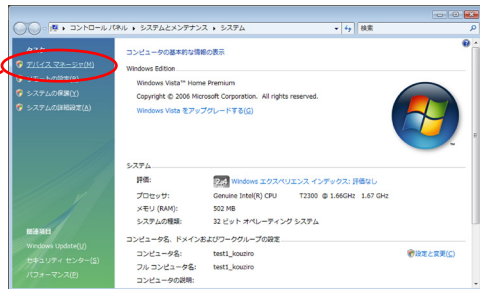 コントロール パネル ▸ システムとメンテナンス ▸ システム
検索
タスク
デバイス マネージャ(M)
リモートの設定(R)
システムの保護(Y)
システムの詳細設定(A)
関連項目
Windows Update(U)
セキュリティ センター(S)
パフォーマンス(P)
コンピュータの基本的な情報の表示
Windows Edition
Windows Vista™ Home Premium
Copyright © 2006 Microsoft Corporation. All rights reserved.
Windows Vista をアップグレードする(G)
システム
評価: 2.4 Windows エクスペリエンス インデックス: 評価なし
プロセッサ: Genuine Intel(R) CPU T2300 @ 1.66GHz 1.67 GHz
メモリ (RAM): 502 MB
システムの種類: 32 ビット オペレーティング システム
コンピュータ名、ドメインおよびワークグループの設定
コンピュータ名: test1_kouziro 設定と変更(C)
フル コンピュータ名: test1_kouziro
コンピュータの説明: